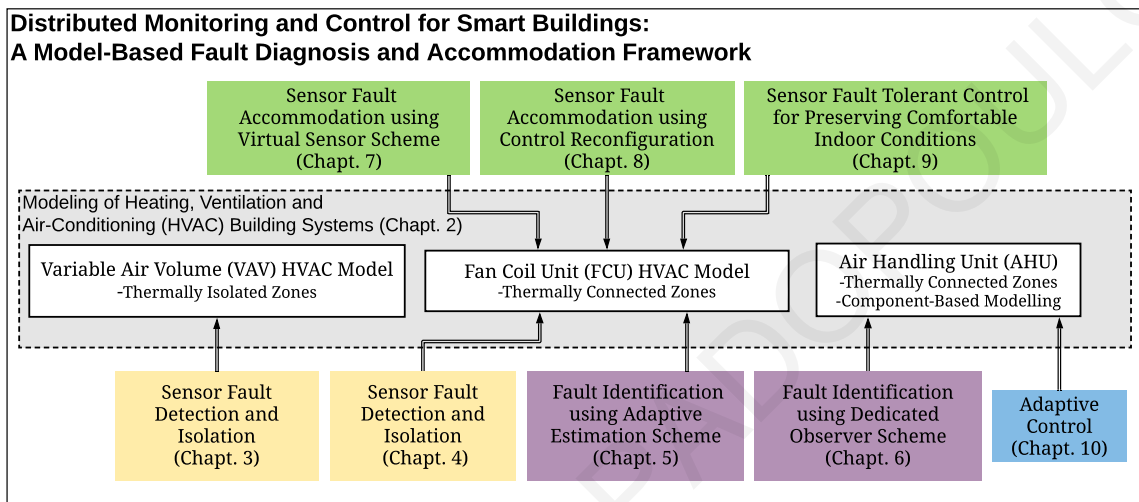 Distributed Monitoring and Control for Smart Buildings:
A Model-Based Fault Diagnosis and Accommodation Framework
Sensor Fault
Accommodation using
Virtual Sensor Scheme
(Chapt. 7)
Sensor Fault
Accommodation using
Control Reconfiguration
(Chapt. 8)
Sensor Fault Tolerant Control
for Preserving Comfortable
Indoor Conditions
(Chapt. 9)
Modeling of Heating, Ventilation and
Air-Conditioning (HVAC) Building Systems (Chapt. 2)
Variable Air Volume (VAV) HVAC Model
-Thermally Isolated Zones
Fan Coil Unit (FCU) HVAC Model
-Thermally Connected Zones
Air Handling Unit (AHU)
-Thermally Connected Zones
-Component-Based Modelling
Sensor Fault
Detection and
Isolation
(Chapt. 3)
Sensor Fault
Detection and
Isolation
(Chapt. 4)
Fault Identification
using Adaptive
Estimation Scheme
(Chapt. 5)
Fault Identification
using Dedicated
Observer Scheme
(Chapt. 6)
Adaptive
Control
(Chapt. 10)